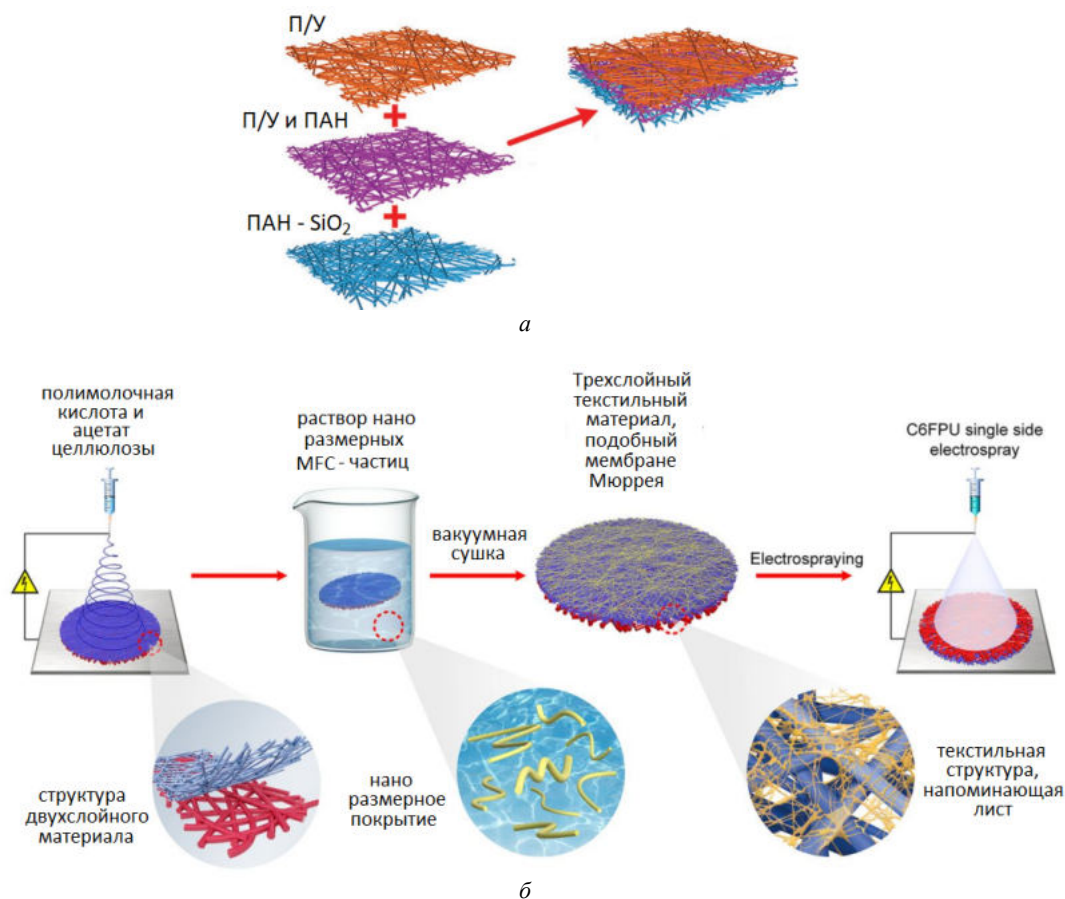 П/У
П/У и ПАН
ПАН - SiO₂
а
полимолочная
кислота и
ацетат
целлюлозы
раствор нано
размерных
MFC - частиц
вакуумная
сушка
Трехслойный
текстильный
материал,
подобный
мембране
Мюррея
Electrospraying
C6FPU single side
electrospray
структура
двухслойного
материала
нано
размерное
покрытие
текстильная
структура,
напоминающая
лист
б